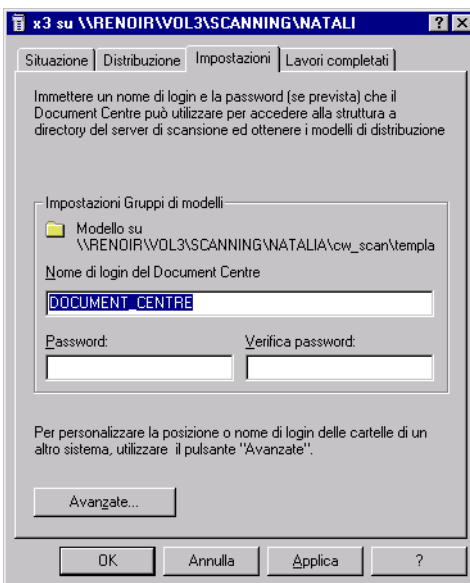 x3 su \\RENOIR\VOL3\SCANNING\NATALI
Situazione Distribuzione Impostazioni Lavori completati
Immettere un nome di login e la password (se prevista) che il
Document Centre può utilizzare per accedere alla struttura a
directory del server di scansione ed ottenere i modelli di distribuzione
Impostazioni Gruppi di modelli
Modello su
\\RENOIR\VOL3\SCANNING\NATALIA\cw_scan\templa
Nome di login del Document Centre
DOCUMENT_CENTRE
Password: Verifica password:
Per personalizzare la posizione o nome di login delle cartelle di un
altro sistema, utilizzare il pulsante "Avanzate".
Avanzate...
OK Annulla Applica ?